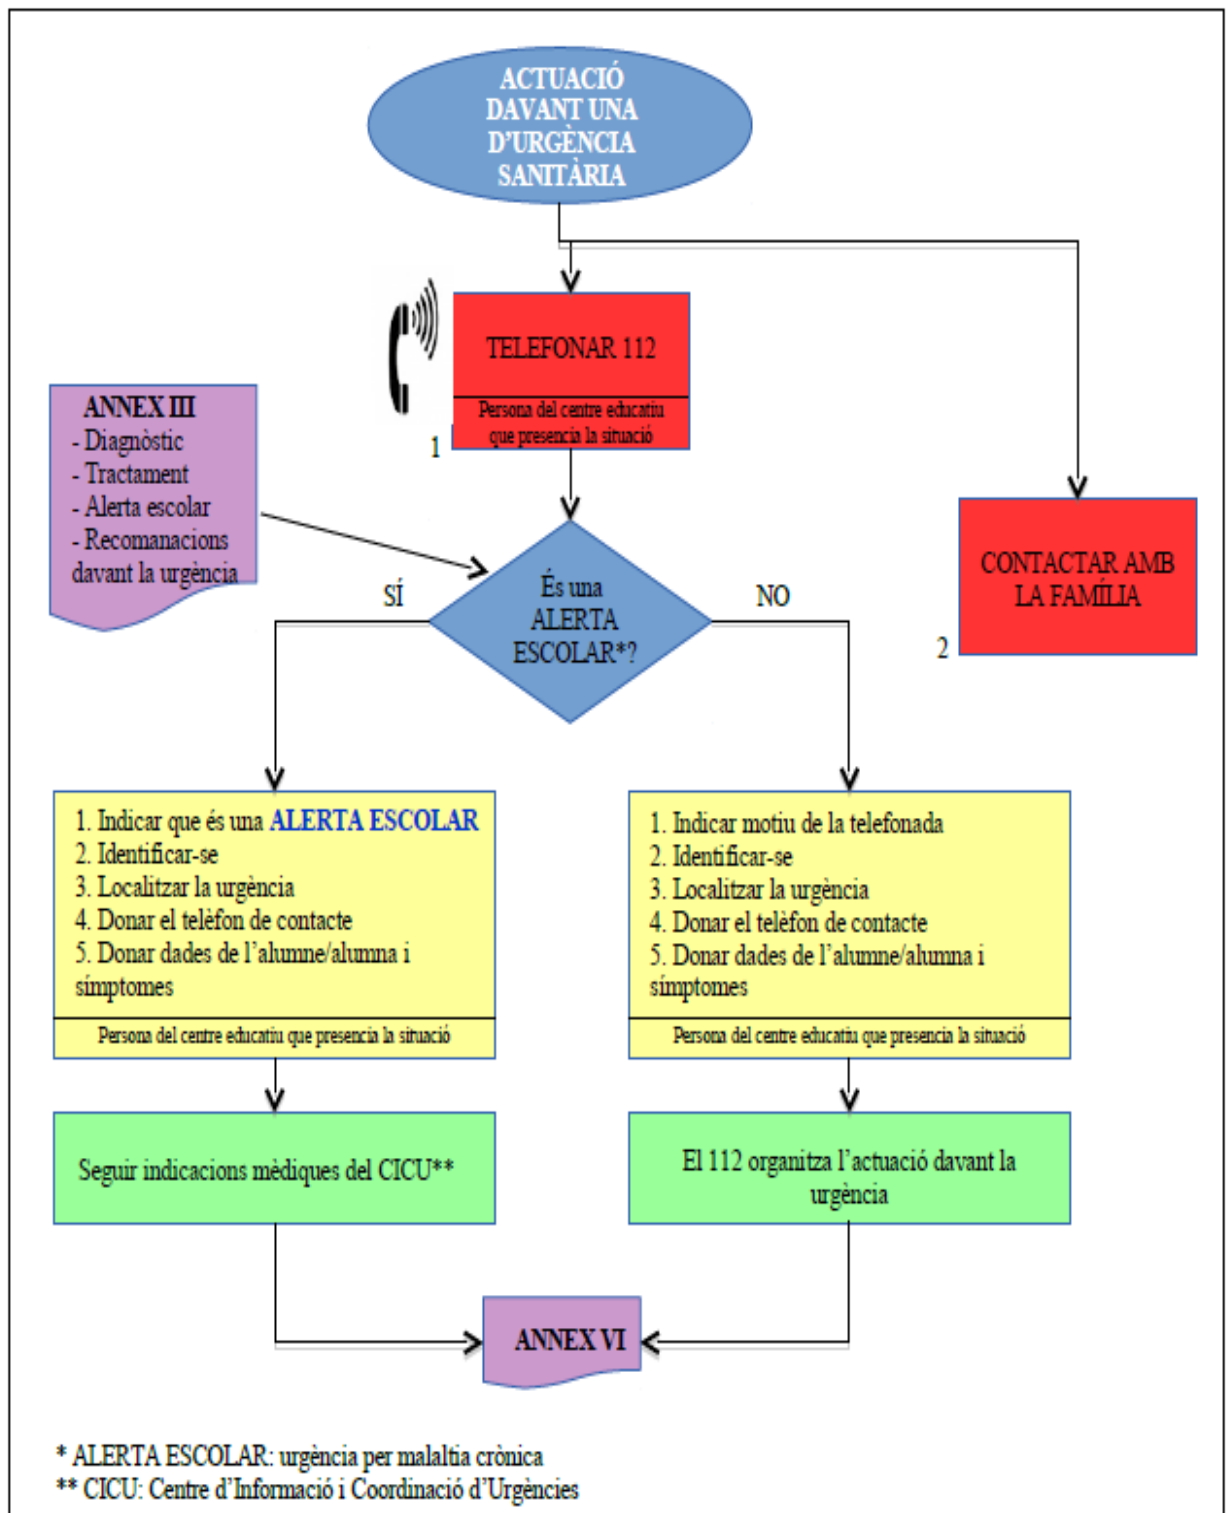 ACTUACIÓ
DAVANT UNA
D'URGÈNCIA
SANITÀRIA
TELEFONAR 112
Persona del centre educatiu
que presencia la situació
1
ANNEX III
- Diagnòstic
- Tractament
- Alerta escolar
- Recomanacions
davant la urgència
CONTACTAR AMB
LA FAMÍLIA
2
SÍ
NO
És una
ALERTA
ESCOLAR*?
1. Indicar que és una ALERTA ESCOLAR
2. Identificar-se
3. Localitzar la urgència
4. Donar el telèfon de contacte
5. Donar dades de l'alumne/alumna i
símptomes
Persona del centre educatiu que presencia la situació
1. Indicar motiu de la telefonada
2. Identificar-se
3. Localitzar la urgència
4. Donar el telèfon de contacte
5. Donar dades de l'alumne/alumna i
símptomes
Persona del centre educatiu que presencia la situació
Seguir indicacions mèdiques del CICU**
El 112 organitza l'actuació davant la
urgència
ANNEX VI
* ALERTA ESCOLAR: urgència per malaltia crònica
** CICU: Centre d'Informació i Coordinació d'Urgències